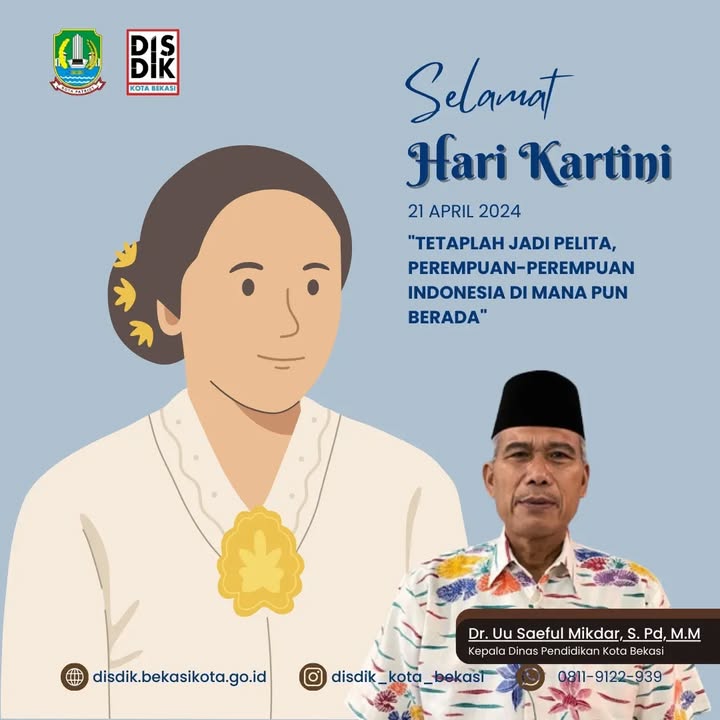 KOTA PATRIOT
DIS
DIK
KOTA BEKASI
Selamat
Hari Kartini
21 APRIL 2024
"TETAPLAH JADI PELITA,
PEREMPUAN-PEREMPUAN
INDONESIA DI MANA PUN
BERADA"
Dr. Uu Saeful Mikdar, S. Pd, M.M
Kepala Dinas Pendidikan Kota Bekasi
disdik.bekasikota.go.id
disdik_kota_bekasi
0811-9122-939